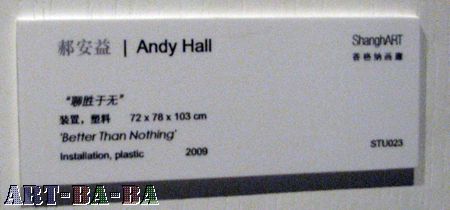 郝安益 | Andy Hall
ShanghART
香格纳画廊
“聊胜于无”
装置，塑料 72 x 78 x 103 cm
'Better Than Nothing'
Installation, plastic 2009
STU023
ART-BA-BA